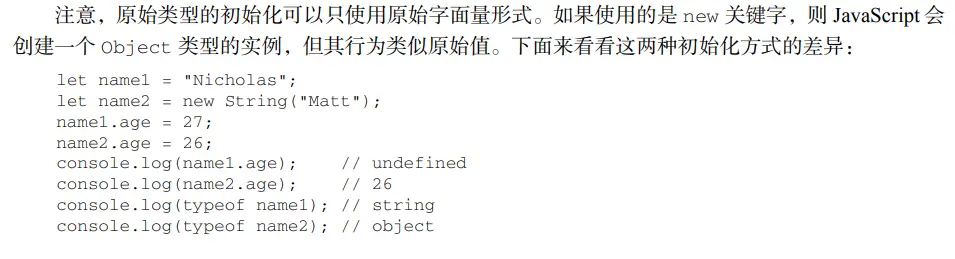 注意，原始类型的初始化可以只使用原始字面量形式。如果使用的是 new 关键字，则 JavaScript 会
创建一个 Object 类型的实例，但其行为类似原始值。下面来看看这两种初始化方式的差异：
let name1 = "Nicholas";
let name2 = new String("Matt");
name1.age = 27;
name2.age = 26;
console.log(name1.age);    // undefined
console.log(name2.age);    // 26
console.log(typeof name1); // string
console.log(typeof name2); // object